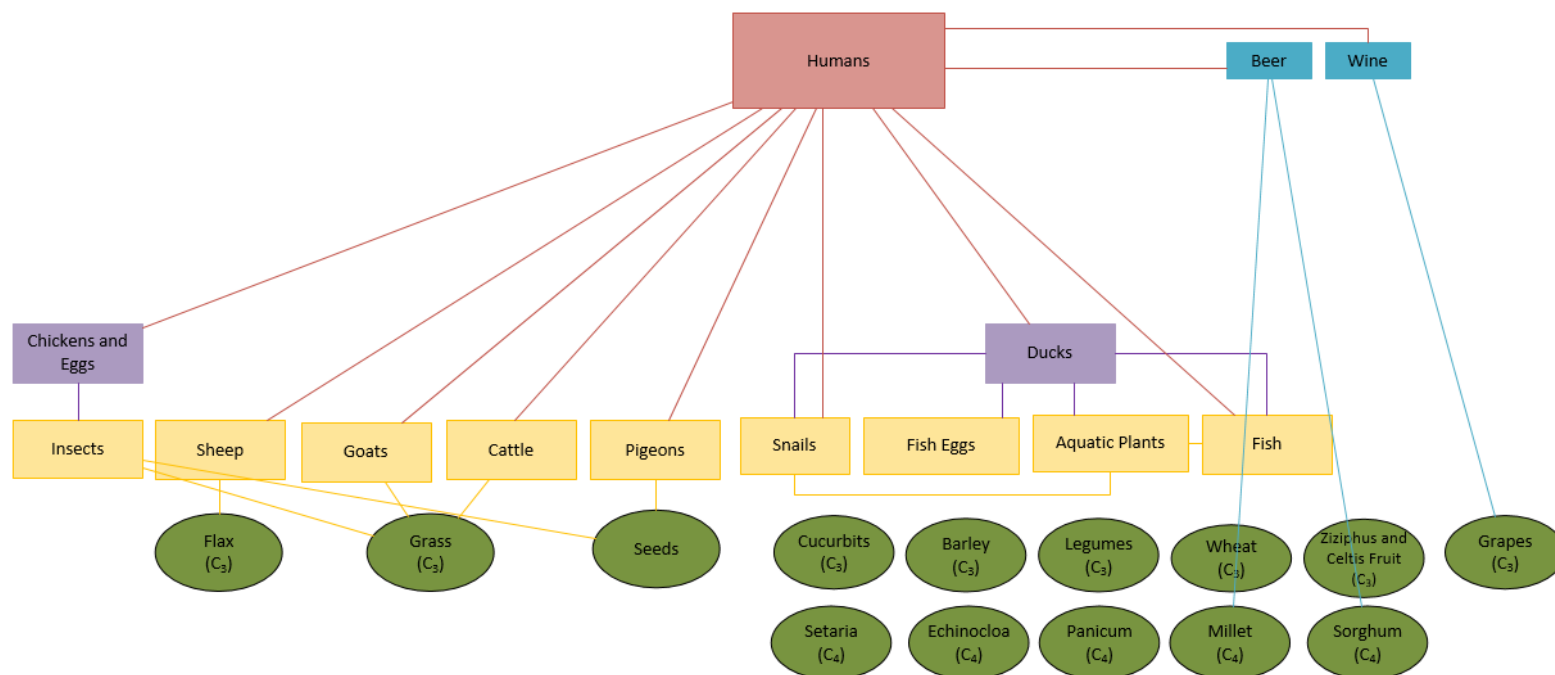 Humans
Beer
Wine
Chickens and
Eggs
Ducks
Insects
Sheep
Goats
Cattle
Pigeons
Snails
Fish Eggs
Aquatic Plants
Fish
Flax
(C₃)
Grass
(C₃)
Seeds
Cucurbits
(C₃)
Barley
(C₃)
Legumes
(C₃)
Wheat
(C₃)
Ziziphus and
Celtis Fruit
(C₃)
Grapes
(C₃)
Setaria
(C₄)
Echinocloa
(C₄)
Panicum
(C₄)
Millet
(C₄)
Sorghum
(C₄)